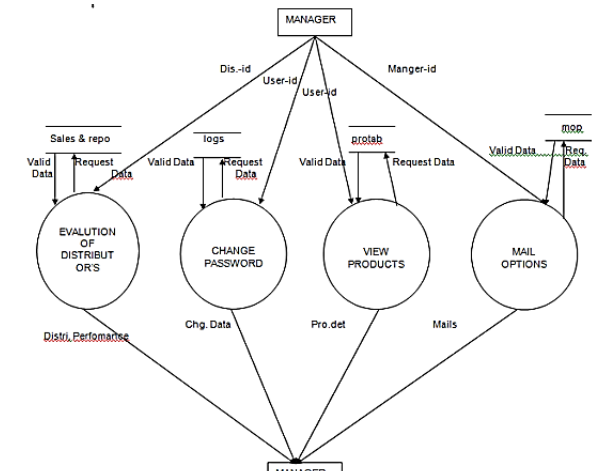 MANAGER
Dis.-id
User-id
User-id
Manger-id
Sales & repo
logs
protab
mop
Valid
Data
Request
Data
Valid Data
Request
Data
Valid Data
Request Data
Valid Data
Req.
Data
EVALUTION
OF
DISTRIBUT
OR'S
CHANGE
PASSWORD
VIEW
PRODUCTS
MAIL
OPTIONS
Distri, Perfomanse
Chg. Data
Pro.det
Mails
MANAGER